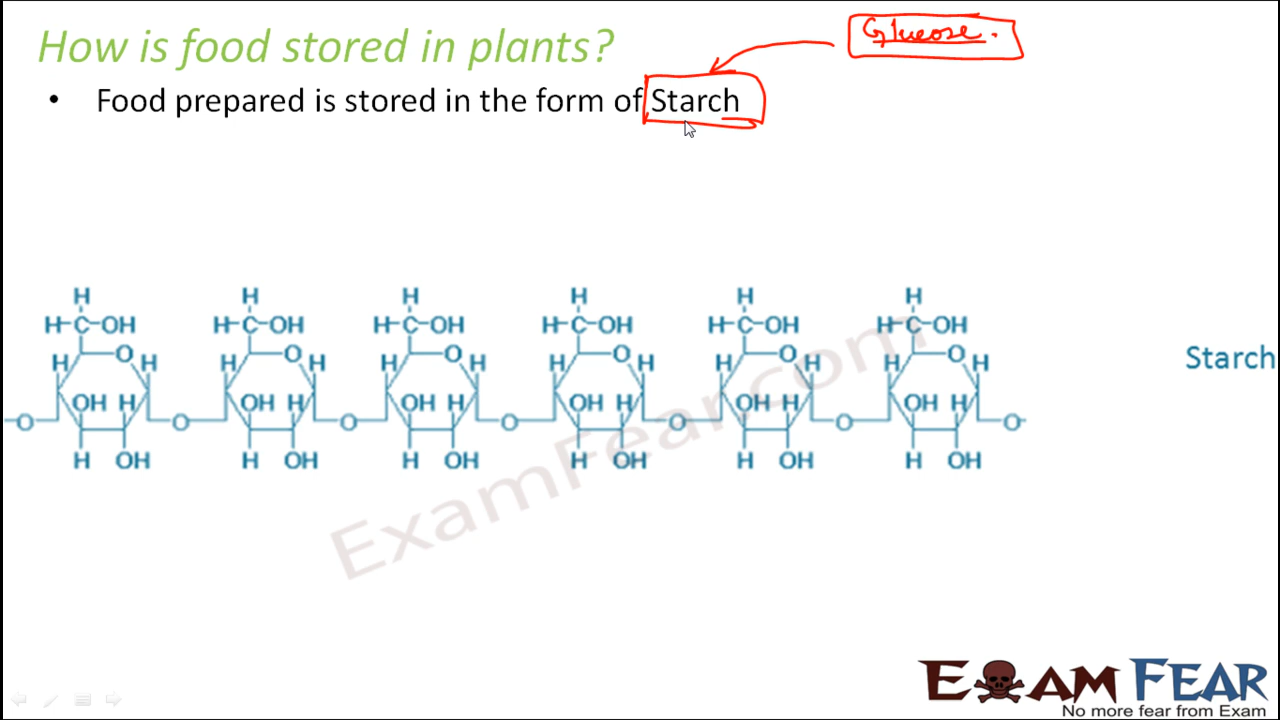 How is food stored in plants?
Glucose.
• Food prepared is stored in the form of Starch
H H H H H H
H-C-OH H-C-OH H-C-OH H-C-OH H-C-OH H-C-OH
H O H H O H H O H H O H H O H H O H
Starch
OH H OH H OH H OH H OH H OH H
O O O O O O O
H OH H OH H OH H OH H OH H OH
ExamFear.com
EXAM FEAR
No more fear from Exam